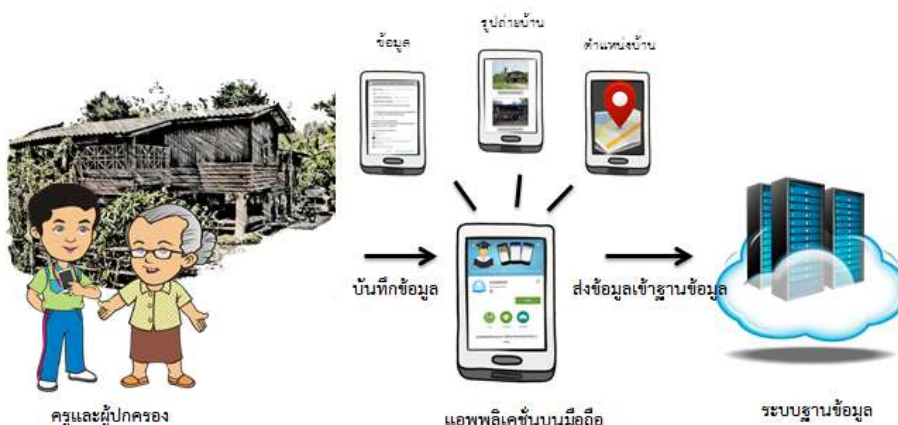 รูปถ่ายบ้าน
ข้อมูล
ตำแหน่งบ้าน
บันทึกข้อมูล
ส่งข้อมูลเข้าฐานข้อมูล
ครูและผู้ปกครอง
แอพพลิเคชั่นบนมือถือ
ระบบฐานข้อมูล